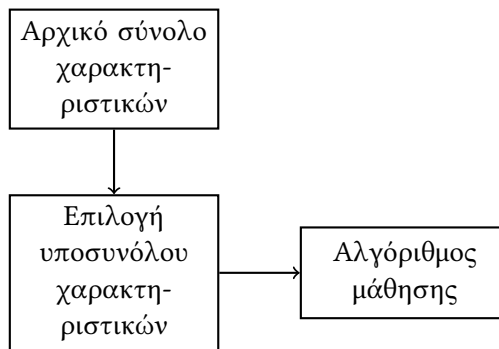 Αρχικό σύνολο
χαρακτη-
ριστικών
Επιλογή
υποσυνόλου
χαρακτη-
ριστικών
Αλγόριθμος
μάθησης